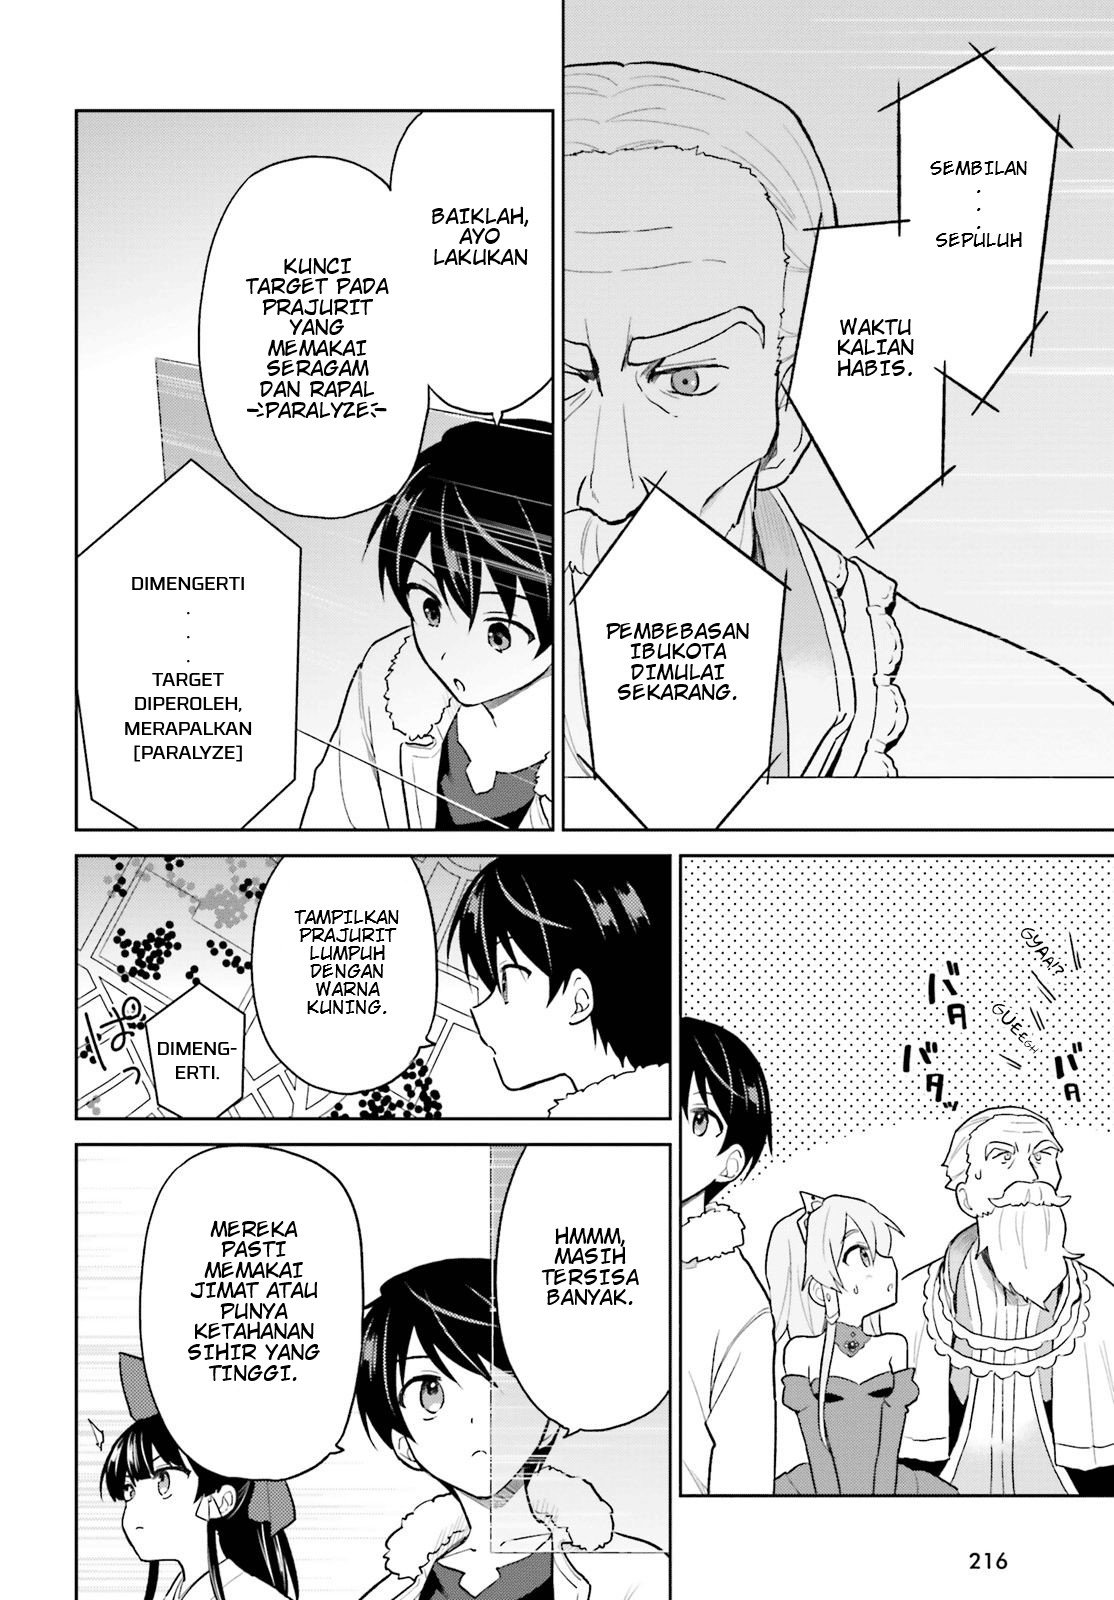 SEMBILAN
.
.
.
SEPULUH
WAKTU
KALIAN
HABIS.
PEMBEBASAN
IBUKOTA
DIMULAI
SEKARANG.
BAIKLAH,
AYO
LAKUKAN
KUNCI
TARGET PADA
PRAJURIT
YANG
MEMAKAI
SERAGAM
DAN RAPAL
PARALYZE
DIMENGERTI
.
.
.
TARGET
DIPEROLEH,
MERAPALKAN
[PARALYZE]
GYAA!?
GUEEGH
バタ
バタッ
バタ
TAMPILKAN
PRAJURIT
LUMPUH
DENGAN
WARNA
KUNING.
DIMENG-
ERTI.
ぱっ
HMMM,
MASIH
TERSISA
BANYAK.
MEREKA
PASTI
MEMAKAI
JIMAT ATAU
PUNYA
KETAHANAN
SIHIR YANG
TINGGI.
216